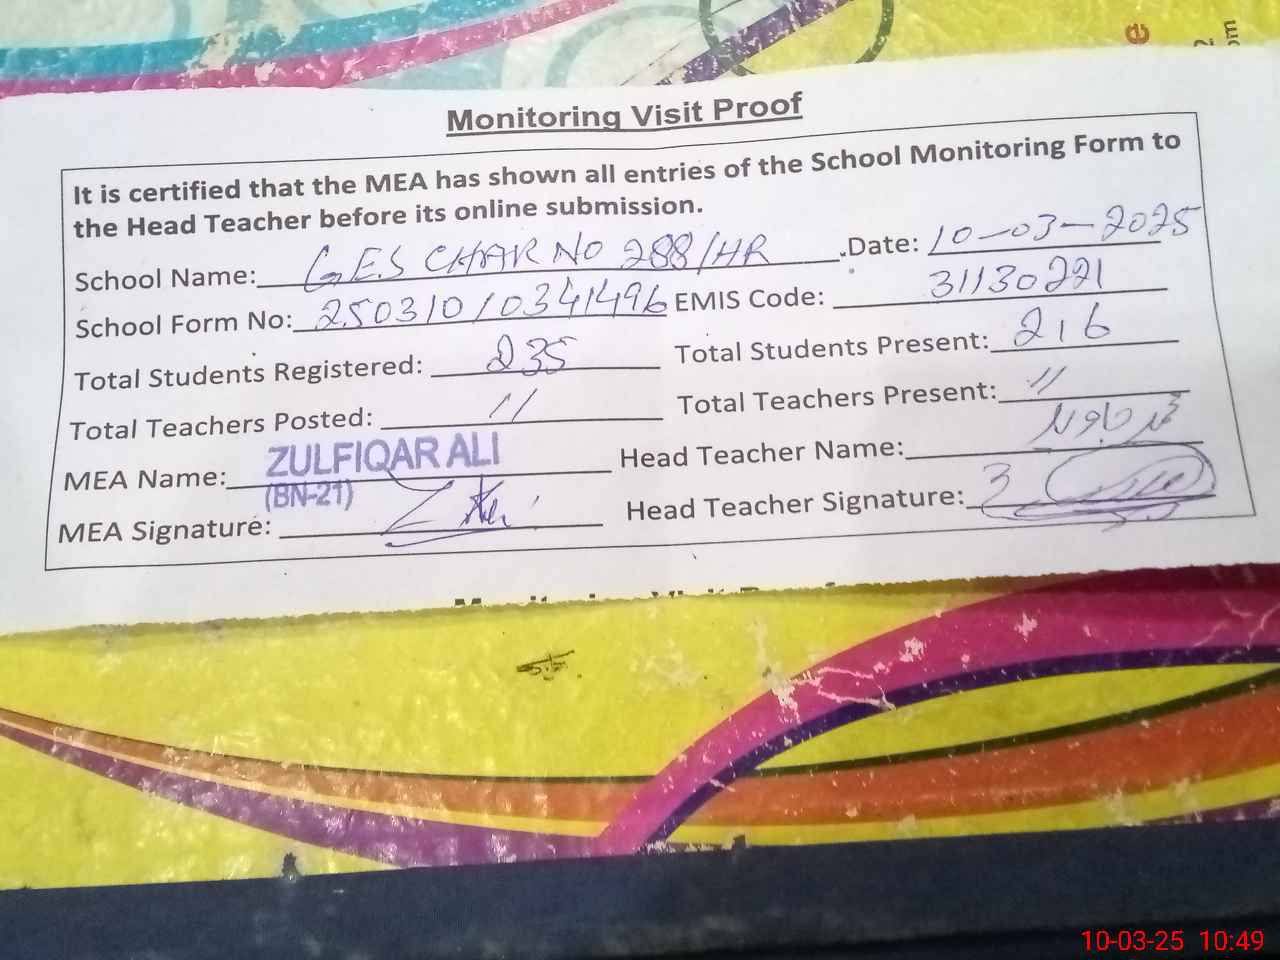 Monitoring Visit Proof
It is certified that the MEA has shown all entries of the School Monitoring Form to
the Head Teacher before its online submission.
School Name: G.E.S CHAK NO 288/HR .Date: 10-03-2025
School Form No: 250310/0341496 EMIS Code: 31130221
Total Students Registered: 235 Total Students Present: 216
Total Teachers Posted: 11 Total Teachers Present: 11
MEA Name: ZULFIQAR ALI Head Teacher Name:
(BN-21)
MEA Signature: Head Teacher Signature:
10-03-25 10:49